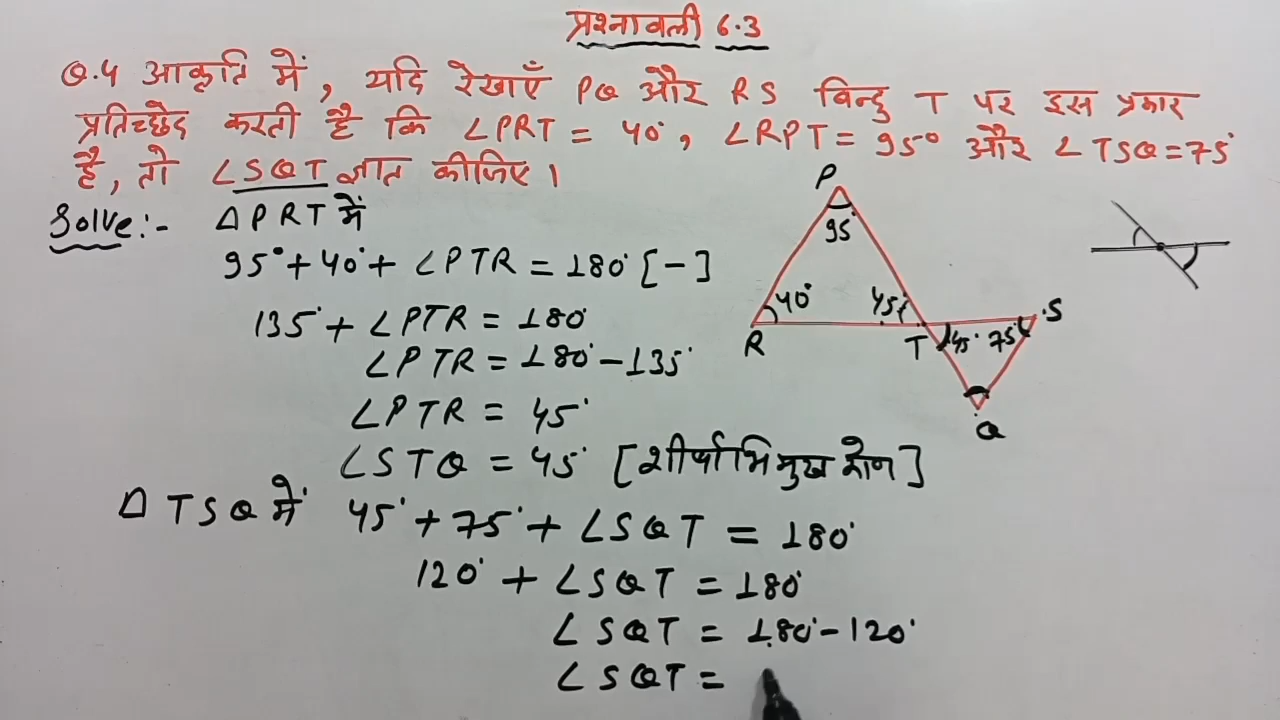 प्रश्नावली 6.3
Q.4 आकृति में, यदि रेखाएँ PQ और RS बिन्दु T पर इस प्रकार
प्रतिच्छेद करती है कि ∠PRT = 40°, ∠RPT = 95° और ∠TSQ = 75°
है, तो ∠SQT ज्ञात कीजिए।
Solve:- △PRT में
95° + 40° + ∠PTR = 180° [-]
135° + ∠PTR = 180°
∠PTR = 180° - 135°
∠PTR = 45°
∠STQ = 45° [शीर्षाभिमुख कोण]
△TSQ में 45° + 75° + ∠SQT = 180°
120° + ∠SQT = 180°
∠SQT = 180° - 120°
∠SQT =
P
95°
40° 45°
R T 45° 75° S
Q